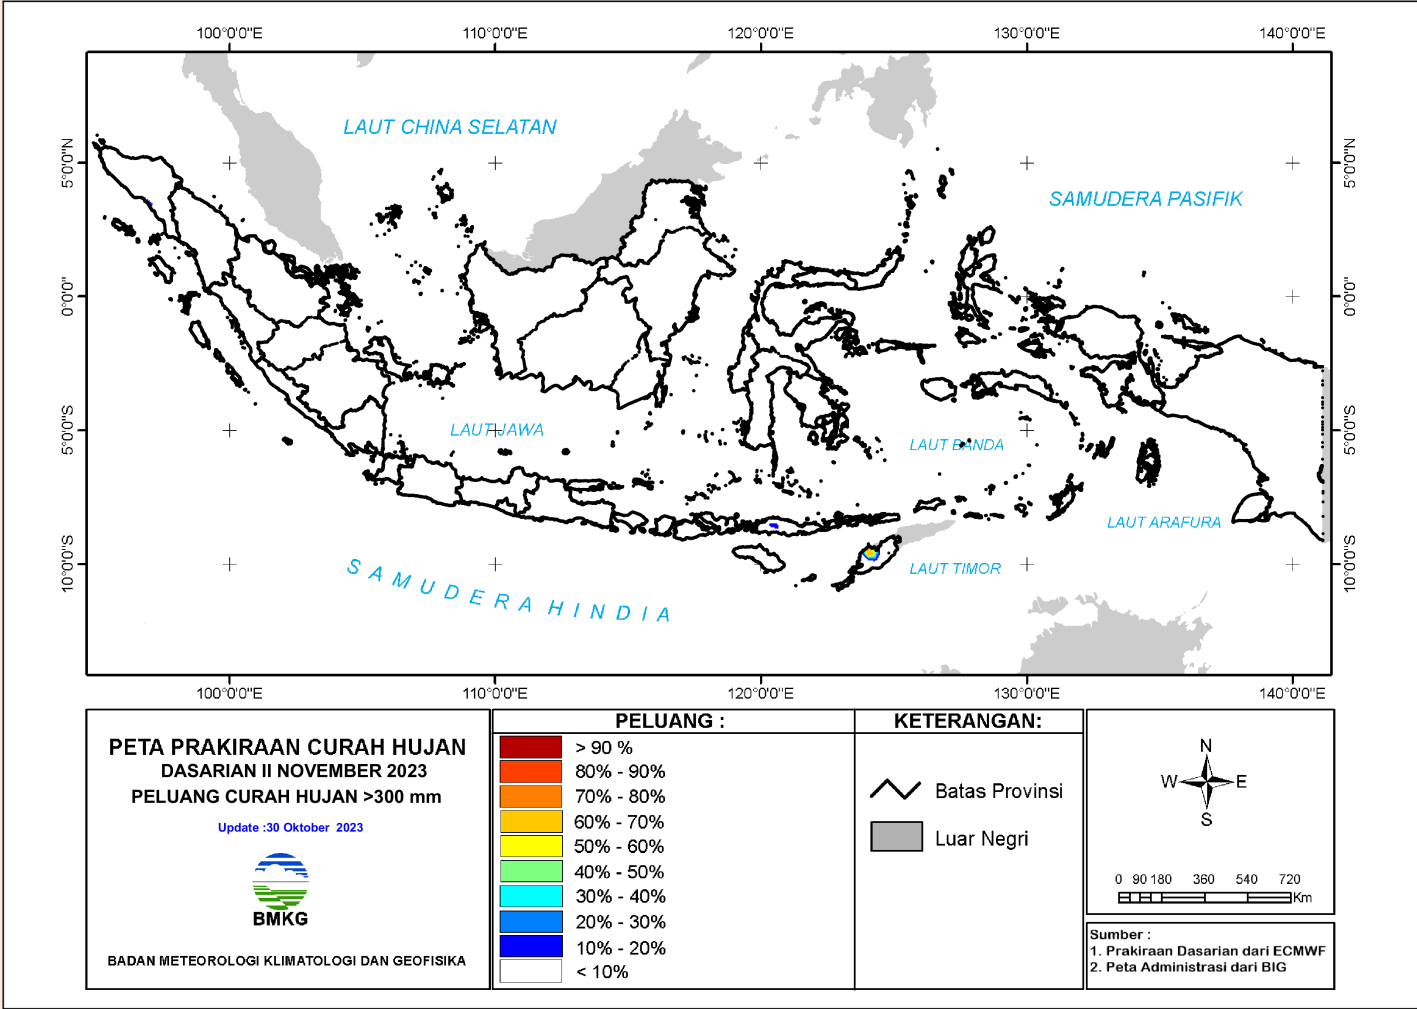 100°0'0"E 110°0'0"E 120°0'0"E 130°0'0"E 140°0'0"E
5°0'0"N
0°0'0"
5°0'0"S
10°0'0"S
LAUT CHINA SELATAN
SAMUDERA PASIFIK
LAUT JAWA
LAUT BANDA
LAUT ARAFURA
LAUT TIMOR
SAMUDERA HINDIA
5°0'0"N
0°0'0"
5°0'0"S
10°0'0"S
100°0'0"E 110°0'0"E 120°0'0"E 130°0'0"E 140°0'0"E
PETA PRAKIRAAN CURAH HUJAN
DASARIAN II NOVEMBER 2023
PELUANG CURAH HUJAN >300 mm
Update :30 Oktober 2023
BMKG
BADAN METEOROLOGI KLIMATOLOGI DAN GEOFISIKA
PELUANG :
> 90 %
80% - 90%
70% - 80%
60% - 70%
50% - 60%
40% - 50%
30% - 40%
20% - 30%
10% - 20%
< 10%
KETERANGAN:
Batas Provinsi
Luar Negri
N
W E
S
0 90 180 360 540 720
Km
Sumber :
1. Prakiraan Dasarian dari ECMWF
2. Peta Administrasi dari BIG